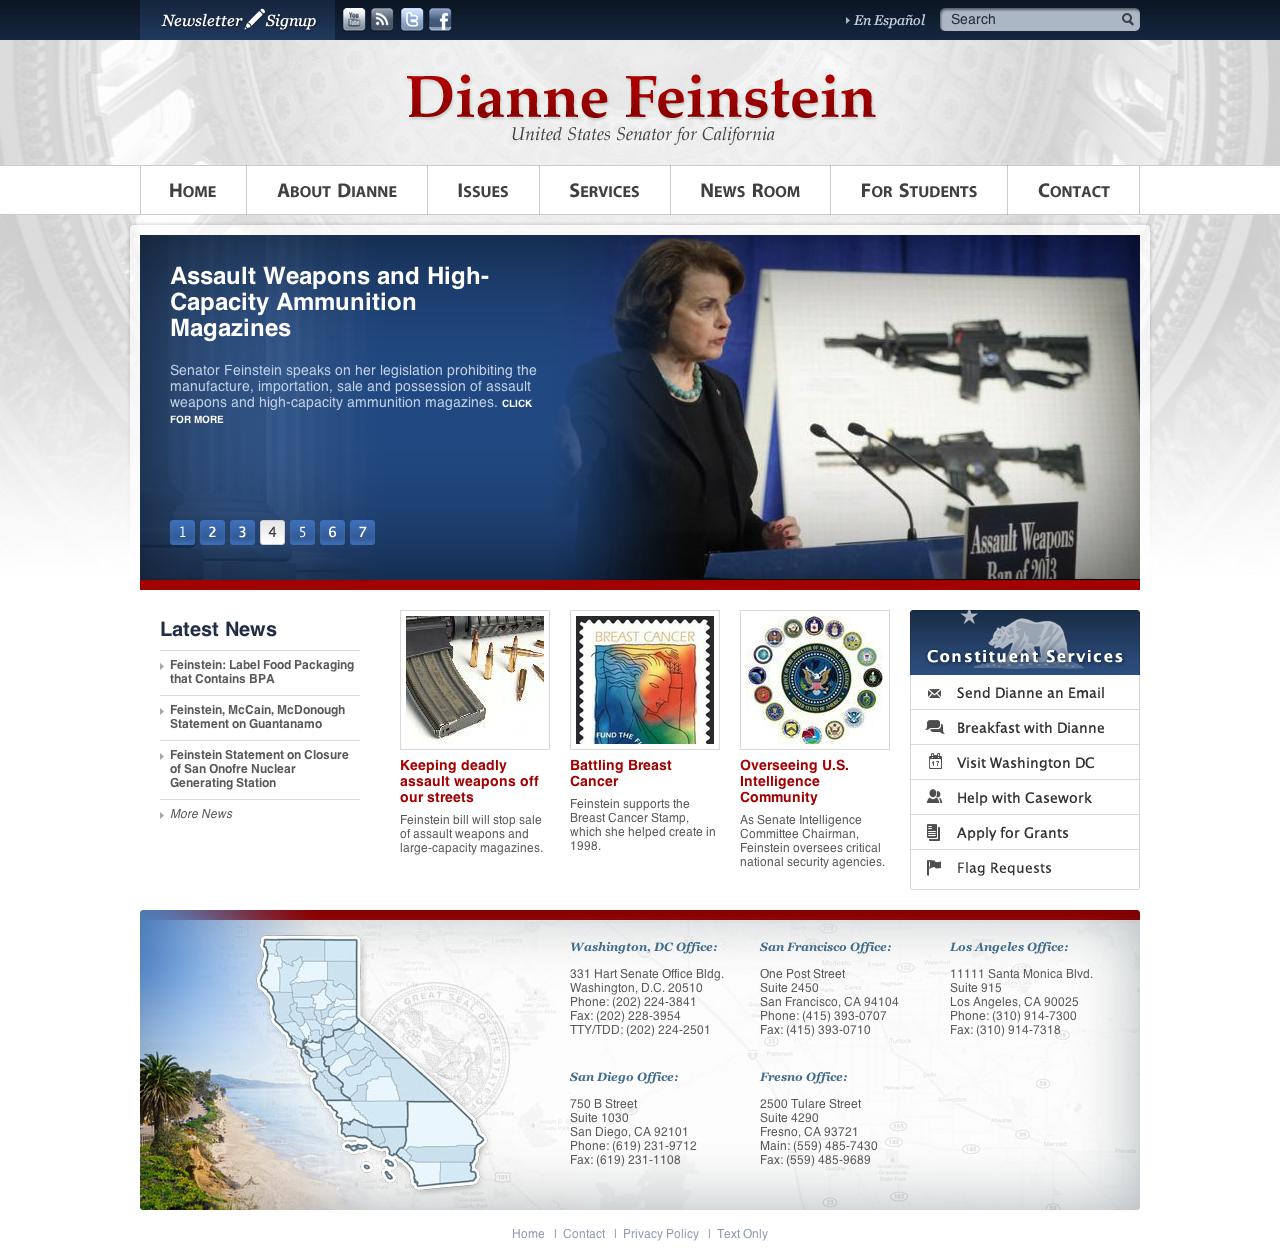 Newsletter Signup
En Español
Search
Dianne Feinstein
United States Senator for California
Home
About Dianne
Issues
Services
News Room
For Students
Contact
Assault Weapons and High-
Capacity Ammunition
Magazines
Senator Feinstein speaks on her legislation prohibiting the
manufacture, importation, sale and possession of assault
weapons and high-capacity ammunition magazines. CLICK
FOR MORE
1 2 3 4 5 6 7
Assault Weapons
Ban of 2013
Latest News
Feinstein: Label Food Packaging
that Contains BPA
Feinstein, McCain, McDonough
Statement on Guantanamo
Feinstein Statement on Closure
of San Onofre Nuclear
Generating Station
More News
Keeping deadly
assault weapons off
our streets
Feinstein bill will stop sale
of assault weapons and
large-capacity magazines.
BREAST CANCER
FUND THE
Battling Breast
Cancer
Feinstein supports the
Breast Cancer Stamp,
which she helped create in
1998.
Overseeing U.S.
Intelligence
Community
As Senate Intelligence
Committee Chairman,
Feinstein oversees critical
national security agencies.
Constituent Services
Send Dianne an Email
Breakfast with Dianne
17
Visit Washington DC
Help with Casework
Apply for Grants
Flag Requests
Washington, DC Office:
331 Hart Senate Office Bldg.
Washington, D.C. 20510
Phone: (202) 224-3841
Fax: (202) 228-3954
TTY/TDD: (202) 224-2501
San Francisco Office:
One Post Street
Suite 2450
San Francisco, CA 94104
Phone: (415) 393-0707
Fax: (415) 393-0710
Los Angeles Office:
11111 Santa Monica Blvd.
Suite 915
Los Angeles, CA 90025
Phone: (310) 914-7300
Fax: (310) 914-7318
San Diego Office:
750 B Street
Suite 1030
San Diego, CA 92101
Phone: (619) 231-9712
Fax: (619) 231-1108
Fresno Office:
2500 Tulare Street
Suite 4290
Fresno, CA 93721
Main: (559) 485-7430
Fax: (559) 485-9689
Home | Contact | Privacy Policy | Text Only